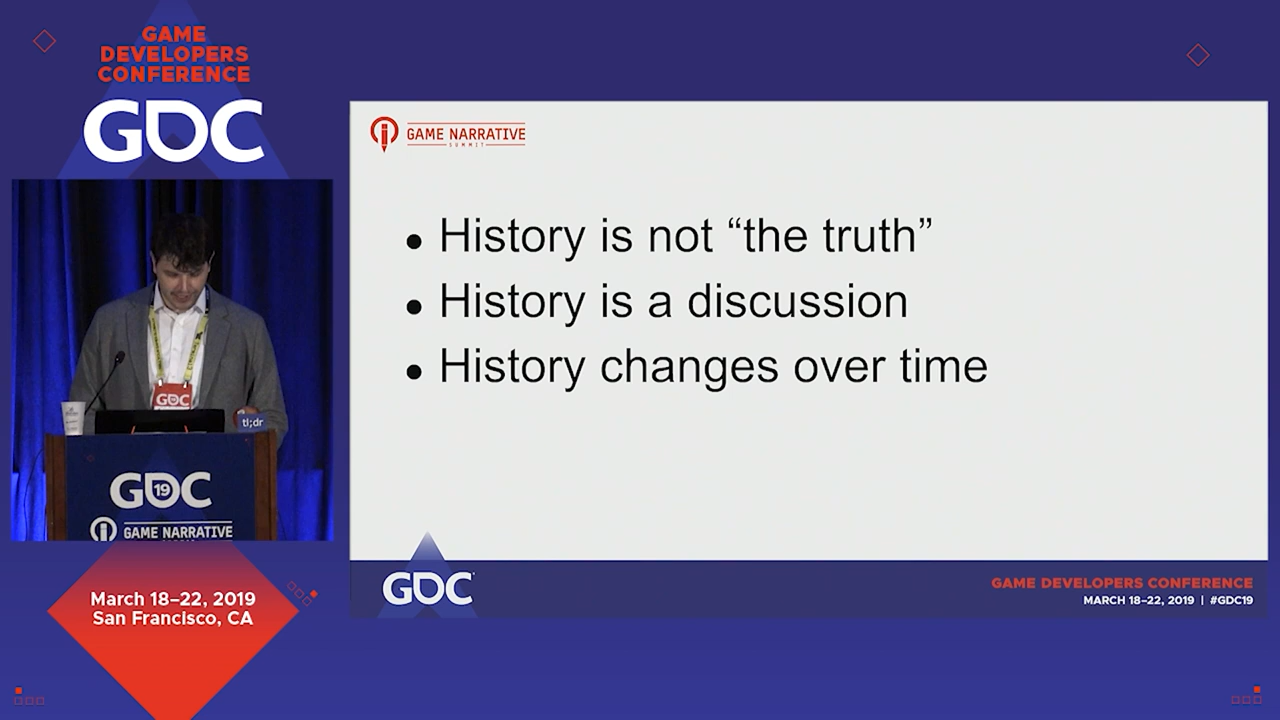 GAME
DEVELOPERS
CONFERENCE
GDC
GAME NARRATIVE
SUMMIT
• History is not “the truth”
• History is a discussion
• History changes over time
GDC
tl;dr
GDC
19
GAME NARRATIVE
March 18–22, 2019
San Francisco, CA
GDC
GAME DEVELOPERS CONFERENCE
MARCH 18–22, 2019 | #GDC19